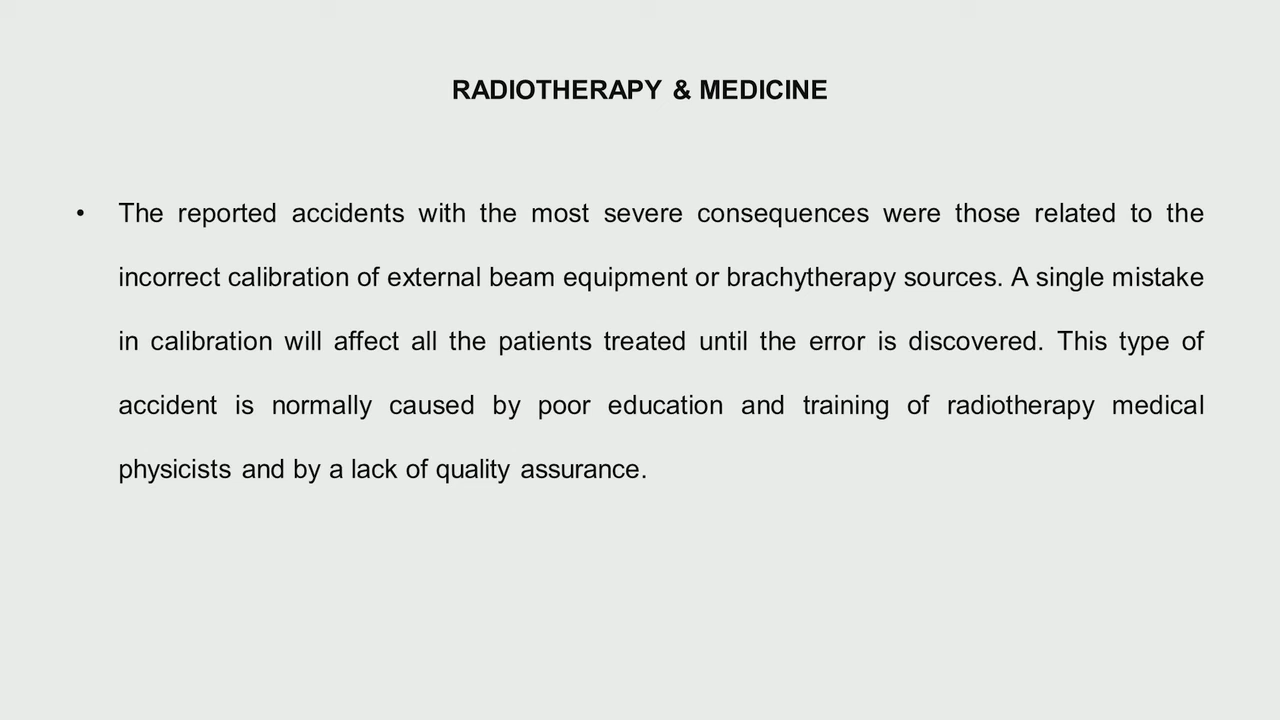 RADIOTHERAPY & MEDICINE
• The reported accidents with the most severe consequences were those related to the
incorrect calibration of external beam equipment or brachytherapy sources. A single mistake
in calibration will affect all the patients treated until the error is discovered. This type of
accident is normally caused by poor education and training of radiotherapy medical
physicists and by a lack of quality assurance.